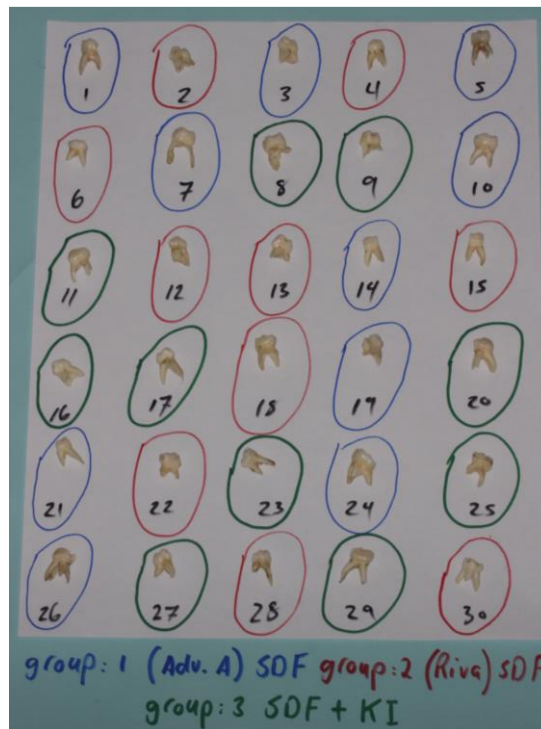 1 2 3 4 5
6 7 8 9 10
11 12 13 14 15
16 17 18 19 20
21 22 23 24 25
26 27 28 29 30
group: 1 (Adv. A) SDF group: 2 (Riva) SDF
group: 3 SDF + KI